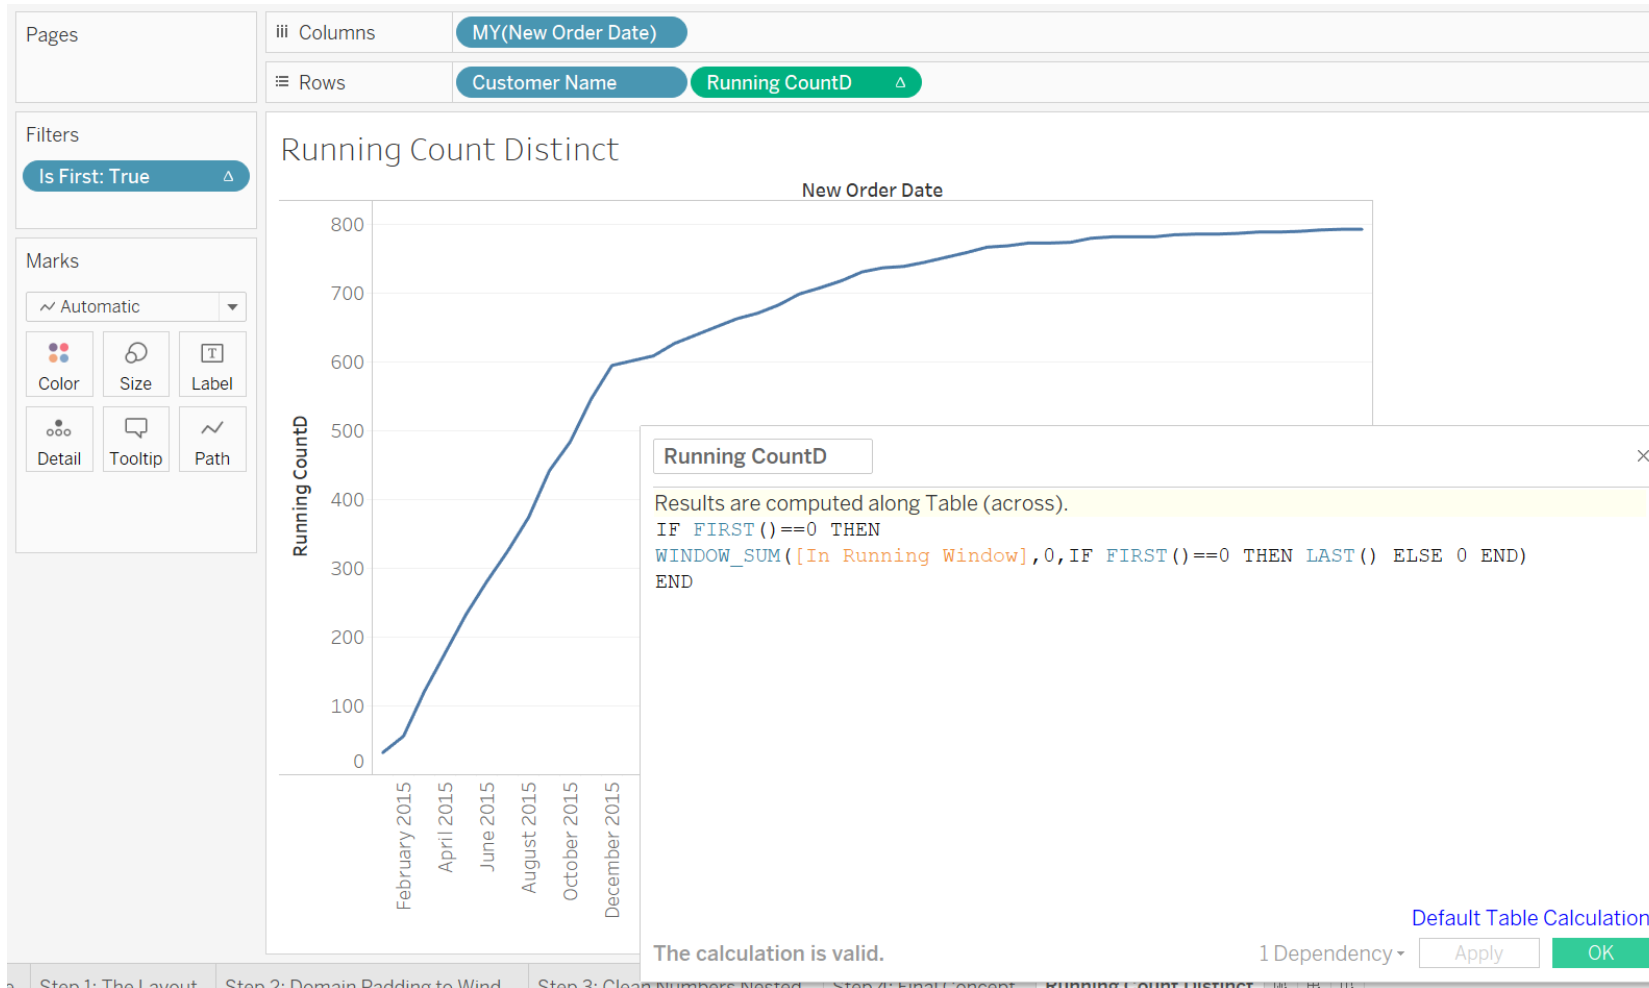 Pages
Columns
MY(New Order Date)
Rows
Customer Name
Running CountD
Filters
Is First: True
Marks
Automatic
Color
Size
Label
Detail
Tooltip
Path
Running Count Distinct
New Order Date
800
700
600
500
400
300
200
100
0
Running CountD
February 2015
April 2015
June 2015
August 2015
October 2015
December 2015
Running CountD
Results are computed along Table (across).
IF FIRST()==0 THEN
WINDOW_SUM([In Running Window],0,IF FIRST()==0 THEN LAST() ELSE 0 END)
END
Default Table Calculation
The calculation is valid.
1 Dependency
Apply
OK
Step 1: The Layout
Step 2: Domain Padding to Wind
Step 3: Clean Numbers Nested
Step 4: Final Concept
Running Count Distinct